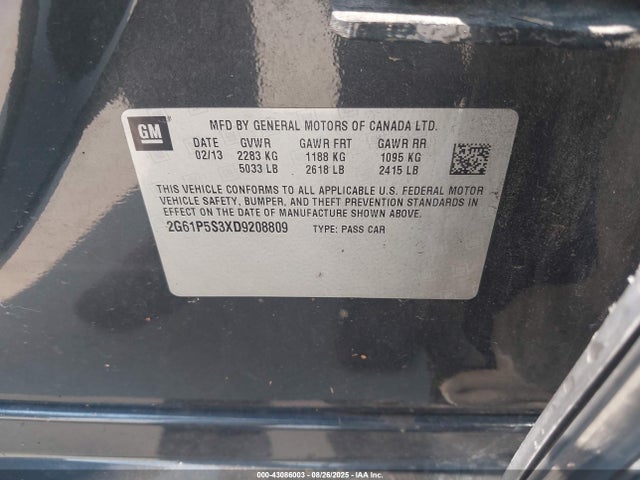 GM
MFD BY GENERAL MOTORS OF CANADA LTD.
DATE GVWR GAWR FRT GAWR RR
02/13 2283 KG 1188 KG 1095 KG
5033 LB 2618 LB 2415 LB
THIS VEHICLE CONFORMS TO ALL APPLICABLE U.S. FEDERAL MOTOR
VEHICLE SAFETY, BUMPER, AND THEFT PREVENTION STANDARDS IN
EFFECT ON THE DATE OF MANUFACTURE SHOWN ABOVE.
2G61P5S3XD9208809 TYPE: PASS CAR
000-43086003 - 08/26/2025 - IAA Inc.